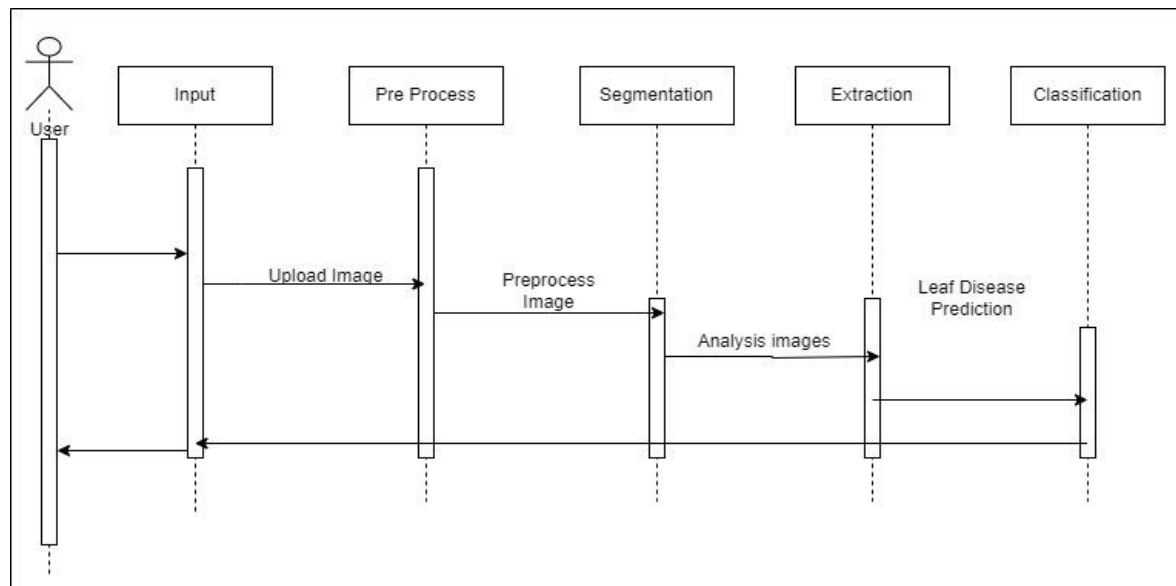 User
Input
Pre Process
Segmentation
Extraction
Classification
Upload Image
Preprocess
Image
Analysis images
Leaf Disease
Prediction